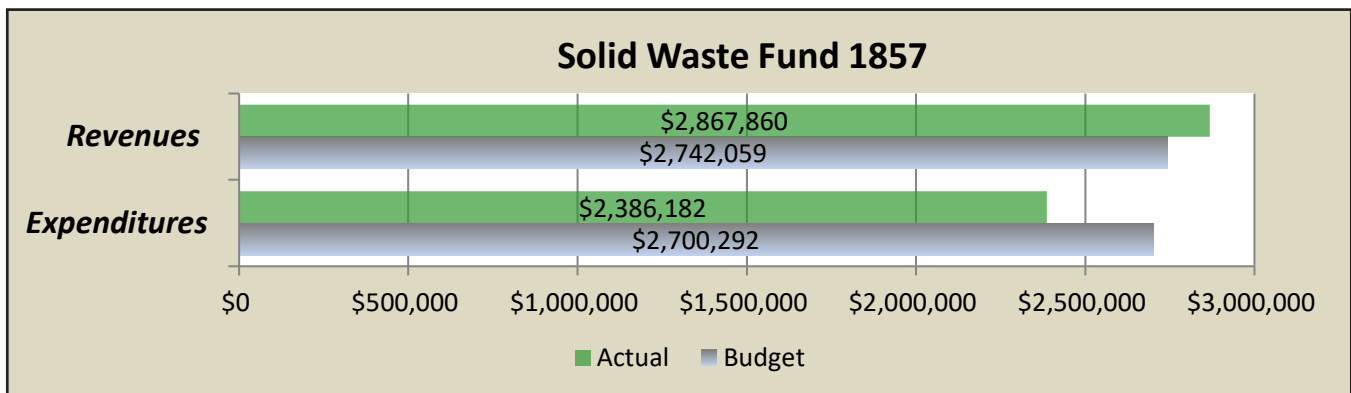 Solid Waste Fund 1857
Revenues
$2,867,860
$2,742,059
Expenditures
$2,386,182
$2,700,292
$0 $500,000 $1,000,000 $1,500,000 $2,000,000 $2,500,000 $3,000,000
Actual Budget